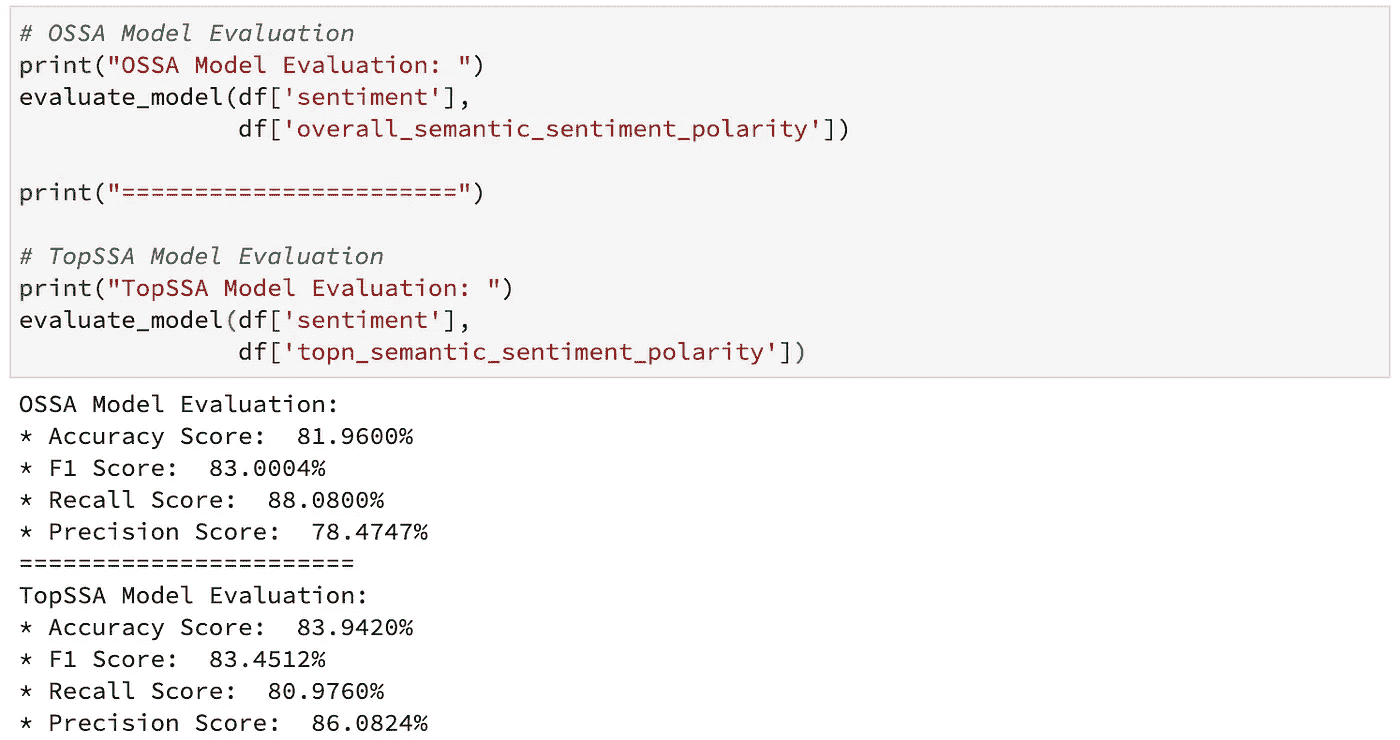 # OSSA Model Evaluation
print("OSSA Model Evaluation: ")
evaluate_model(df['sentiment'],
               df['overall_semantic_sentiment_polarity'])
print("=======================")
# TopSSA Model Evaluation
print("TopSSA Model Evaluation: ")
evaluate_model(df['sentiment'],
               df['topn_semantic_sentiment_polarity'])
OSSA Model Evaluation:
* Accuracy Score:  81.9600%
* F1 Score:  83.0004%
* Recall Score:  88.0800%
* Precision Score:  78.4747%
=======================
TopSSA Model Evaluation:
* Accuracy Score:  83.9420%
* F1 Score:  83.4512%
* Recall Score:  80.9760%
* Precision Score:  86.0824%